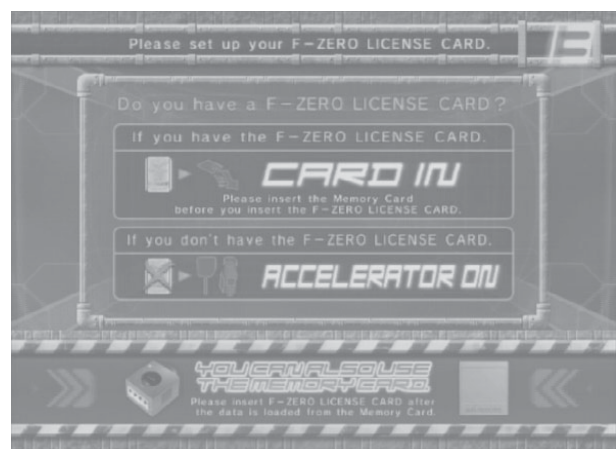 Please set up your F-ZERO LICENSE CARD.
13
Do you have a F-ZERO LICENSE CARD?
If you have the F-ZERO LICENSE CARD.
CARD IN
Please insert the Memory Card
before you insert the F-ZERO LICENSE CARD.
If you don't have the F-ZERO LICENSE CARD.
ACCELERATOR ON
YOU CAN ALSO USE
THE MEMORY CARD.
Please insert F-ZERO LICENSE CARD after
the data is loaded from the Memory Card.